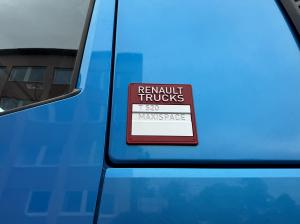 RENAULT
TRUCKS
T 520
MAXISPACE